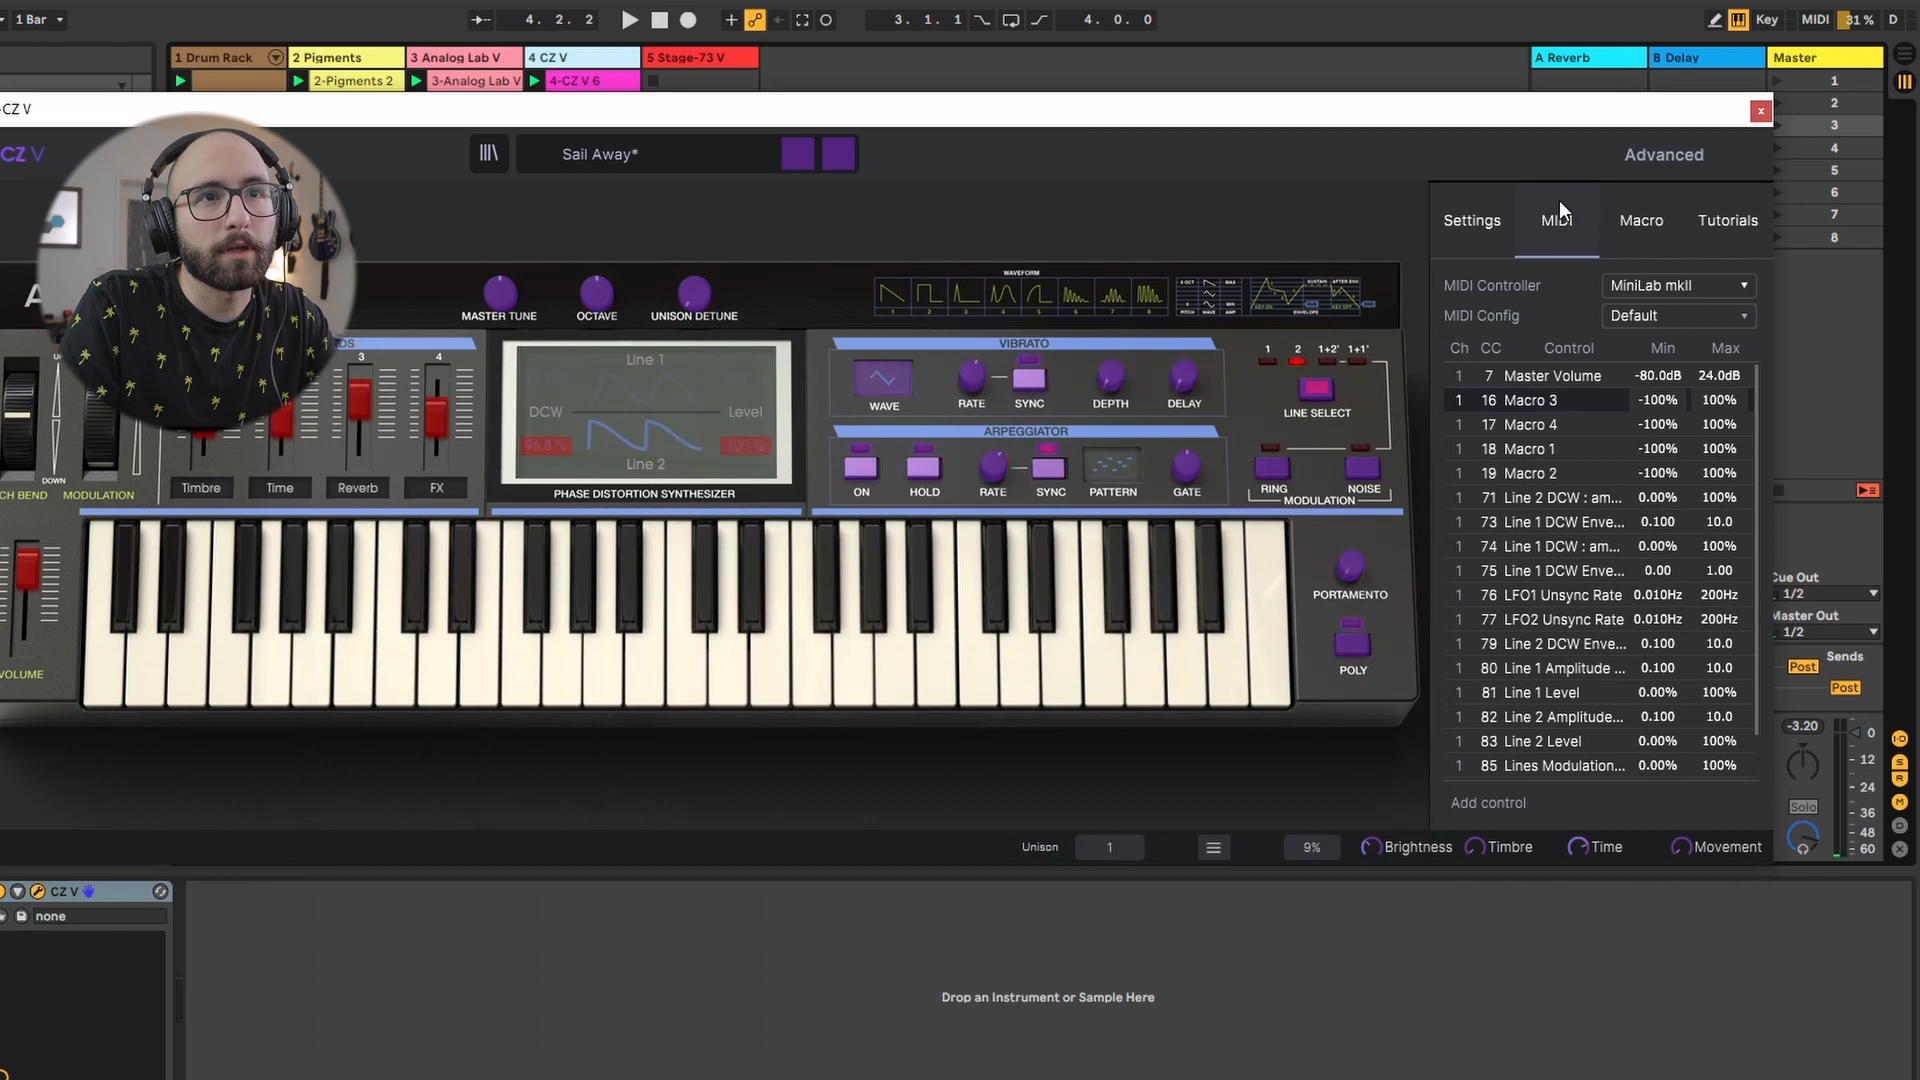 1 Bar
4. 2. 2
3. 1. 1
4. 0. 0
Key
MIDI
31 %
D
1 Drum Rack
2 Pigments
3 Analog Lab V
4 CZ V
5 Stage-73 V
A Reverb
B Delay
Master
2-Pigments 2
3-Analog Lab V
4-CZ V 6
1
2
3
4
5
6
7
8
-CZ V
x
CZ V
Sail Away*
Advanced
Settings
MIDI
Macro
Tutorials
MIDI Controller
MiniLab mkII
MIDI Config
Default
Ch CC Control Min Max
1 7 Master Volume -80.0dB 24.0dB
1 16 Macro 3 -100% 100%
1 17 Macro 4 -100% 100%
1 18 Macro 1 -100% 100%
1 19 Macro 2 -100% 100%
1 71 Line 2 DCW : am... 0.00% 100%
1 73 Line 1 DCW Enve... 0.100 10.0
1 74 Line 1 DCW : am... 0.00% 100%
1 75 Line 1 DCW Enve... 0.00 1.00
1 76 LFO1 Unsync Rate 0.010Hz 200Hz
1 77 LFO2 Unsync Rate 0.010Hz 200Hz
1 79 Line 2 DCW Enve... 0.100 10.0
1 80 Line 1 Amplitude ... 0.100 10.0
1 81 Line 1 Level 0.00% 100%
1 82 Line 2 Amplitude... 0.100 10.0
1 83 Line 2 Level 0.00% 100%
1 85 Lines Modulation... 0.00% 100%
Add control
A
MASTER TUNE
OCTAVE
UNISON DETUNE
WAVEFORM
1 2 3 4 5 6 7 8
OS
3
4
Timbre
Time
Reverb
FX
DOWN
CH BEND
MODULATION
VOLUME
Line 1
DCW
Level
96.8 %
100 %
Line 2
PHASE DISTORTION SYNTHESIZER
VIBRATO
WAVE
RATE
SYNC
DEPTH
DELAY
ARPEGGIATOR
ON
HOLD
RATE
SYNC
PATTERN
GATE
1 2 1+2' 1+1'
LINE SELECT
RING
NOISE
MODULATION
PORTAMENTO
POLY
Cue Out
1/2
Master Out
1/2
Sends
Post
Post
-3.20
0
12
24
36
48
60
Solo
Unison
1
9%
Brightness
Timbre
Time
Movement
CZ V
none
Drop an Instrument or Sample Here